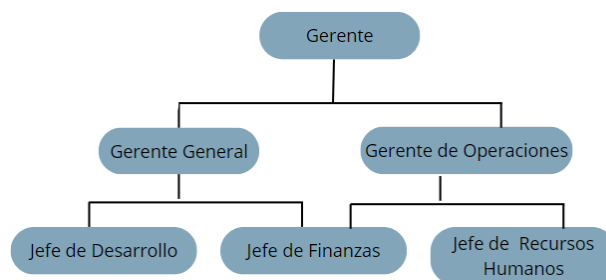 Gerente
Gerente General
Gerente de Operaciones
Jefe de Desarrollo
Jefe de Finanzas
Jefe de Recursos
Humanos